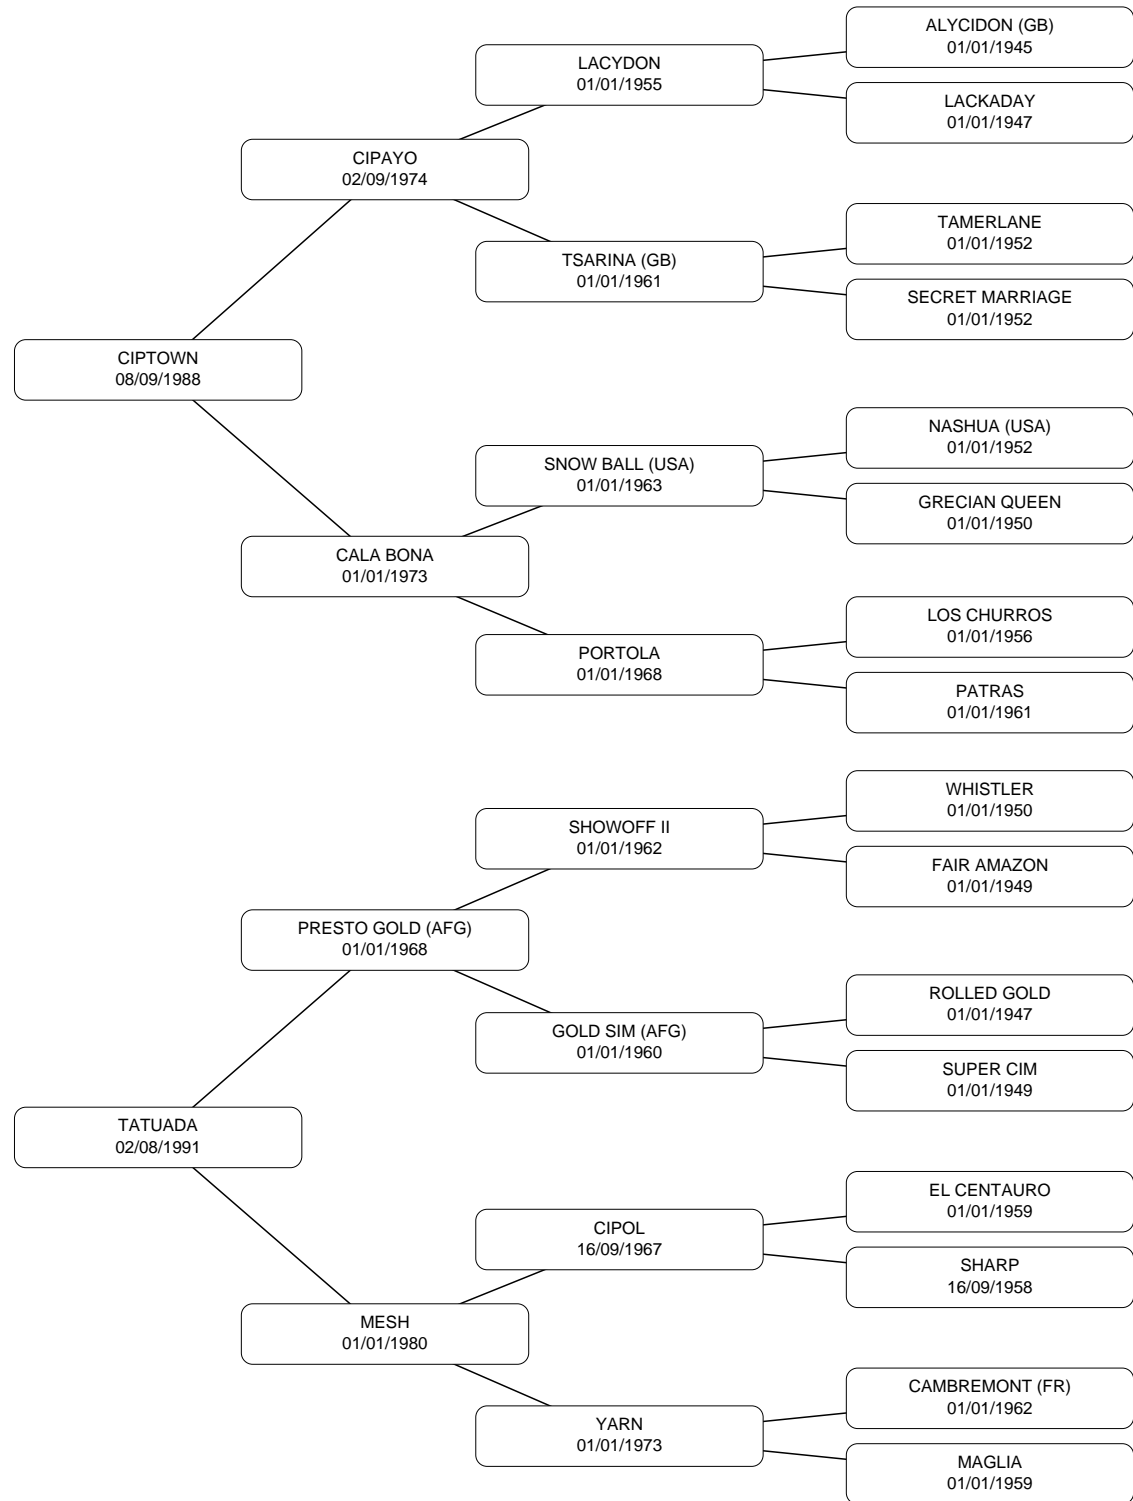 ALYCIDON (GB)
01/01/1945
LACYDON
01/01/1955
LACKADAY
01/01/1947
CIPAYO
02/09/1974
TAMERLANE
01/01/1952
TSARINA (GB)
01/01/1961
SECRET MARRIAGE
01/01/1952
CIPTOWN
08/09/1988
NASHUA (USA)
01/01/1952
SNOW BALL (USA)
01/01/1963
GRECIAN QUEEN
01/01/1950
CALA BONA
01/01/1973
LOS CHURROS
01/01/1956
PORTOLA
01/01/1968
PATRAS
01/01/1961
WHISTLER
01/01/1950
SHOWOFF II
01/01/1962
FAIR AMAZON
01/01/1949
PRESTO GOLD (AFG)
01/01/1968
ROLLED GOLD
01/01/1947
GOLD SIM (AFG)
01/01/1960
SUPER CIM
01/01/1949
TATUADA
02/08/1991
EL CENTAURO
01/01/1959
CIPOL
16/09/1967
SHARP
16/09/1958
MESH
01/01/1980
CAMBREMONT (FR)
01/01/1962
YARN
01/01/1973
MAGLIA
01/01/1959